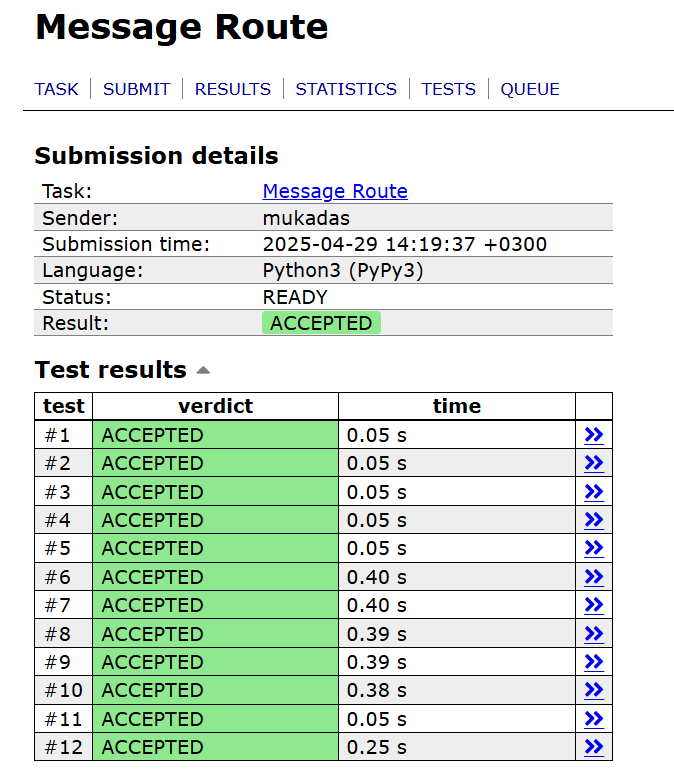 Message Route
TASK | SUBMIT | RESULTS | STATISTICS | TESTS | QUEUE
Submission details
Task: Message Route
Sender: mukadas
Submission time: 2025-04-29 14:19:37 +0300
Language: Python3 (PyPy3)
Status: READY
Result: ACCEPTED
Test results
test verdict time
#1 ACCEPTED 0.05 s »
#2 ACCEPTED 0.05 s »
#3 ACCEPTED 0.05 s »
#4 ACCEPTED 0.05 s »
#5 ACCEPTED 0.05 s »
#6 ACCEPTED 0.40 s »
#7 ACCEPTED 0.40 s »
#8 ACCEPTED 0.39 s »
#9 ACCEPTED 0.39 s »
#10 ACCEPTED 0.38 s »
#11 ACCEPTED 0.05 s »
#12 ACCEPTED 0.25 s »